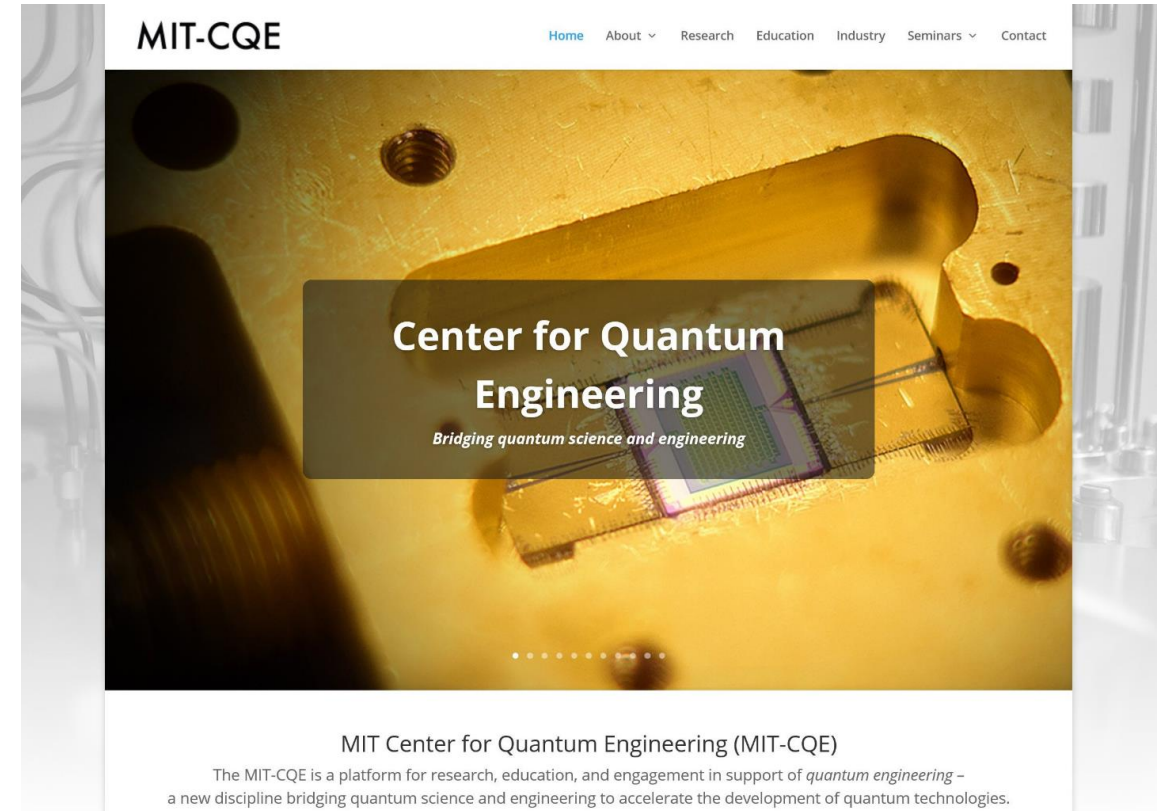 MIT-CQE
Home About Research Education Industry Seminars Contact
Center for Quantum
Engineering
Bridging quantum science and engineering
MIT Center for Quantum Engineering (MIT-CQE)
The MIT-CQE is a platform for research, education, and engagement in support of quantum engineering –
a new discipline bridging quantum science and engineering to accelerate the development of quantum technologies.